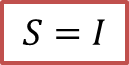 S = I